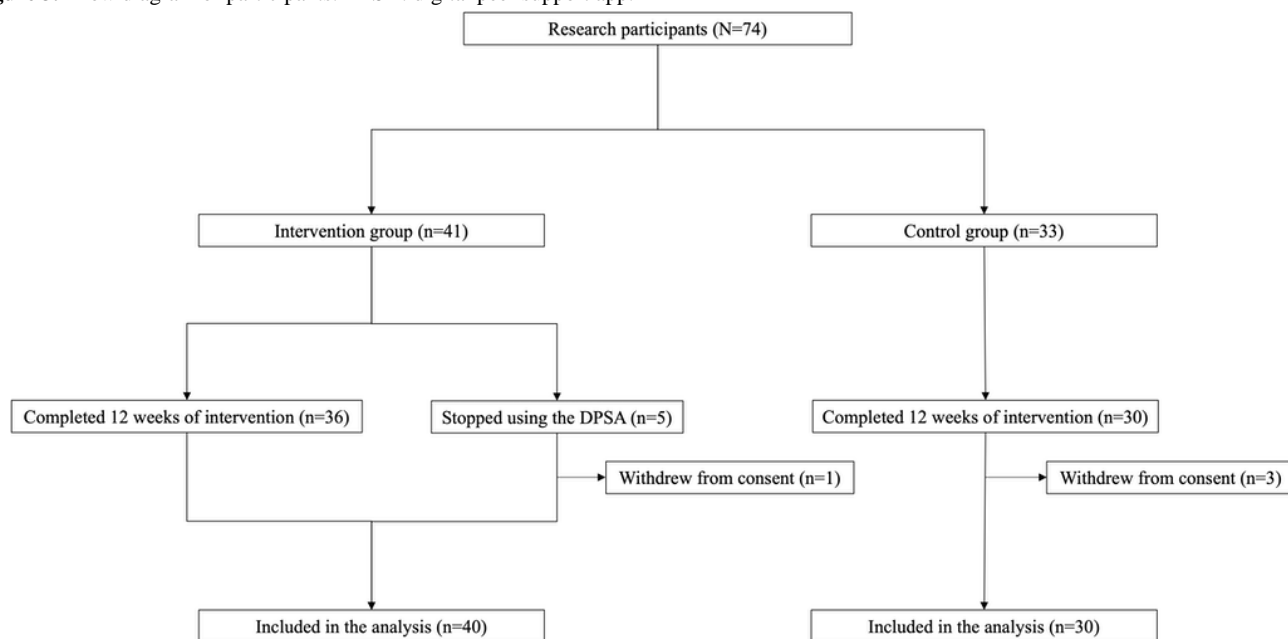 Research participants (N=74)
Intervention group (n=41)
Control group (n=33)
Completed 12 weeks of intervention (n=36)
Stopped using the DPSA (n=5)
Completed 12 weeks of intervention (n=30)
Withdrew from consent (n=1)
Withdrew from consent (n=3)
Included in the analysis (n=40)
Included in the analysis (n=30)